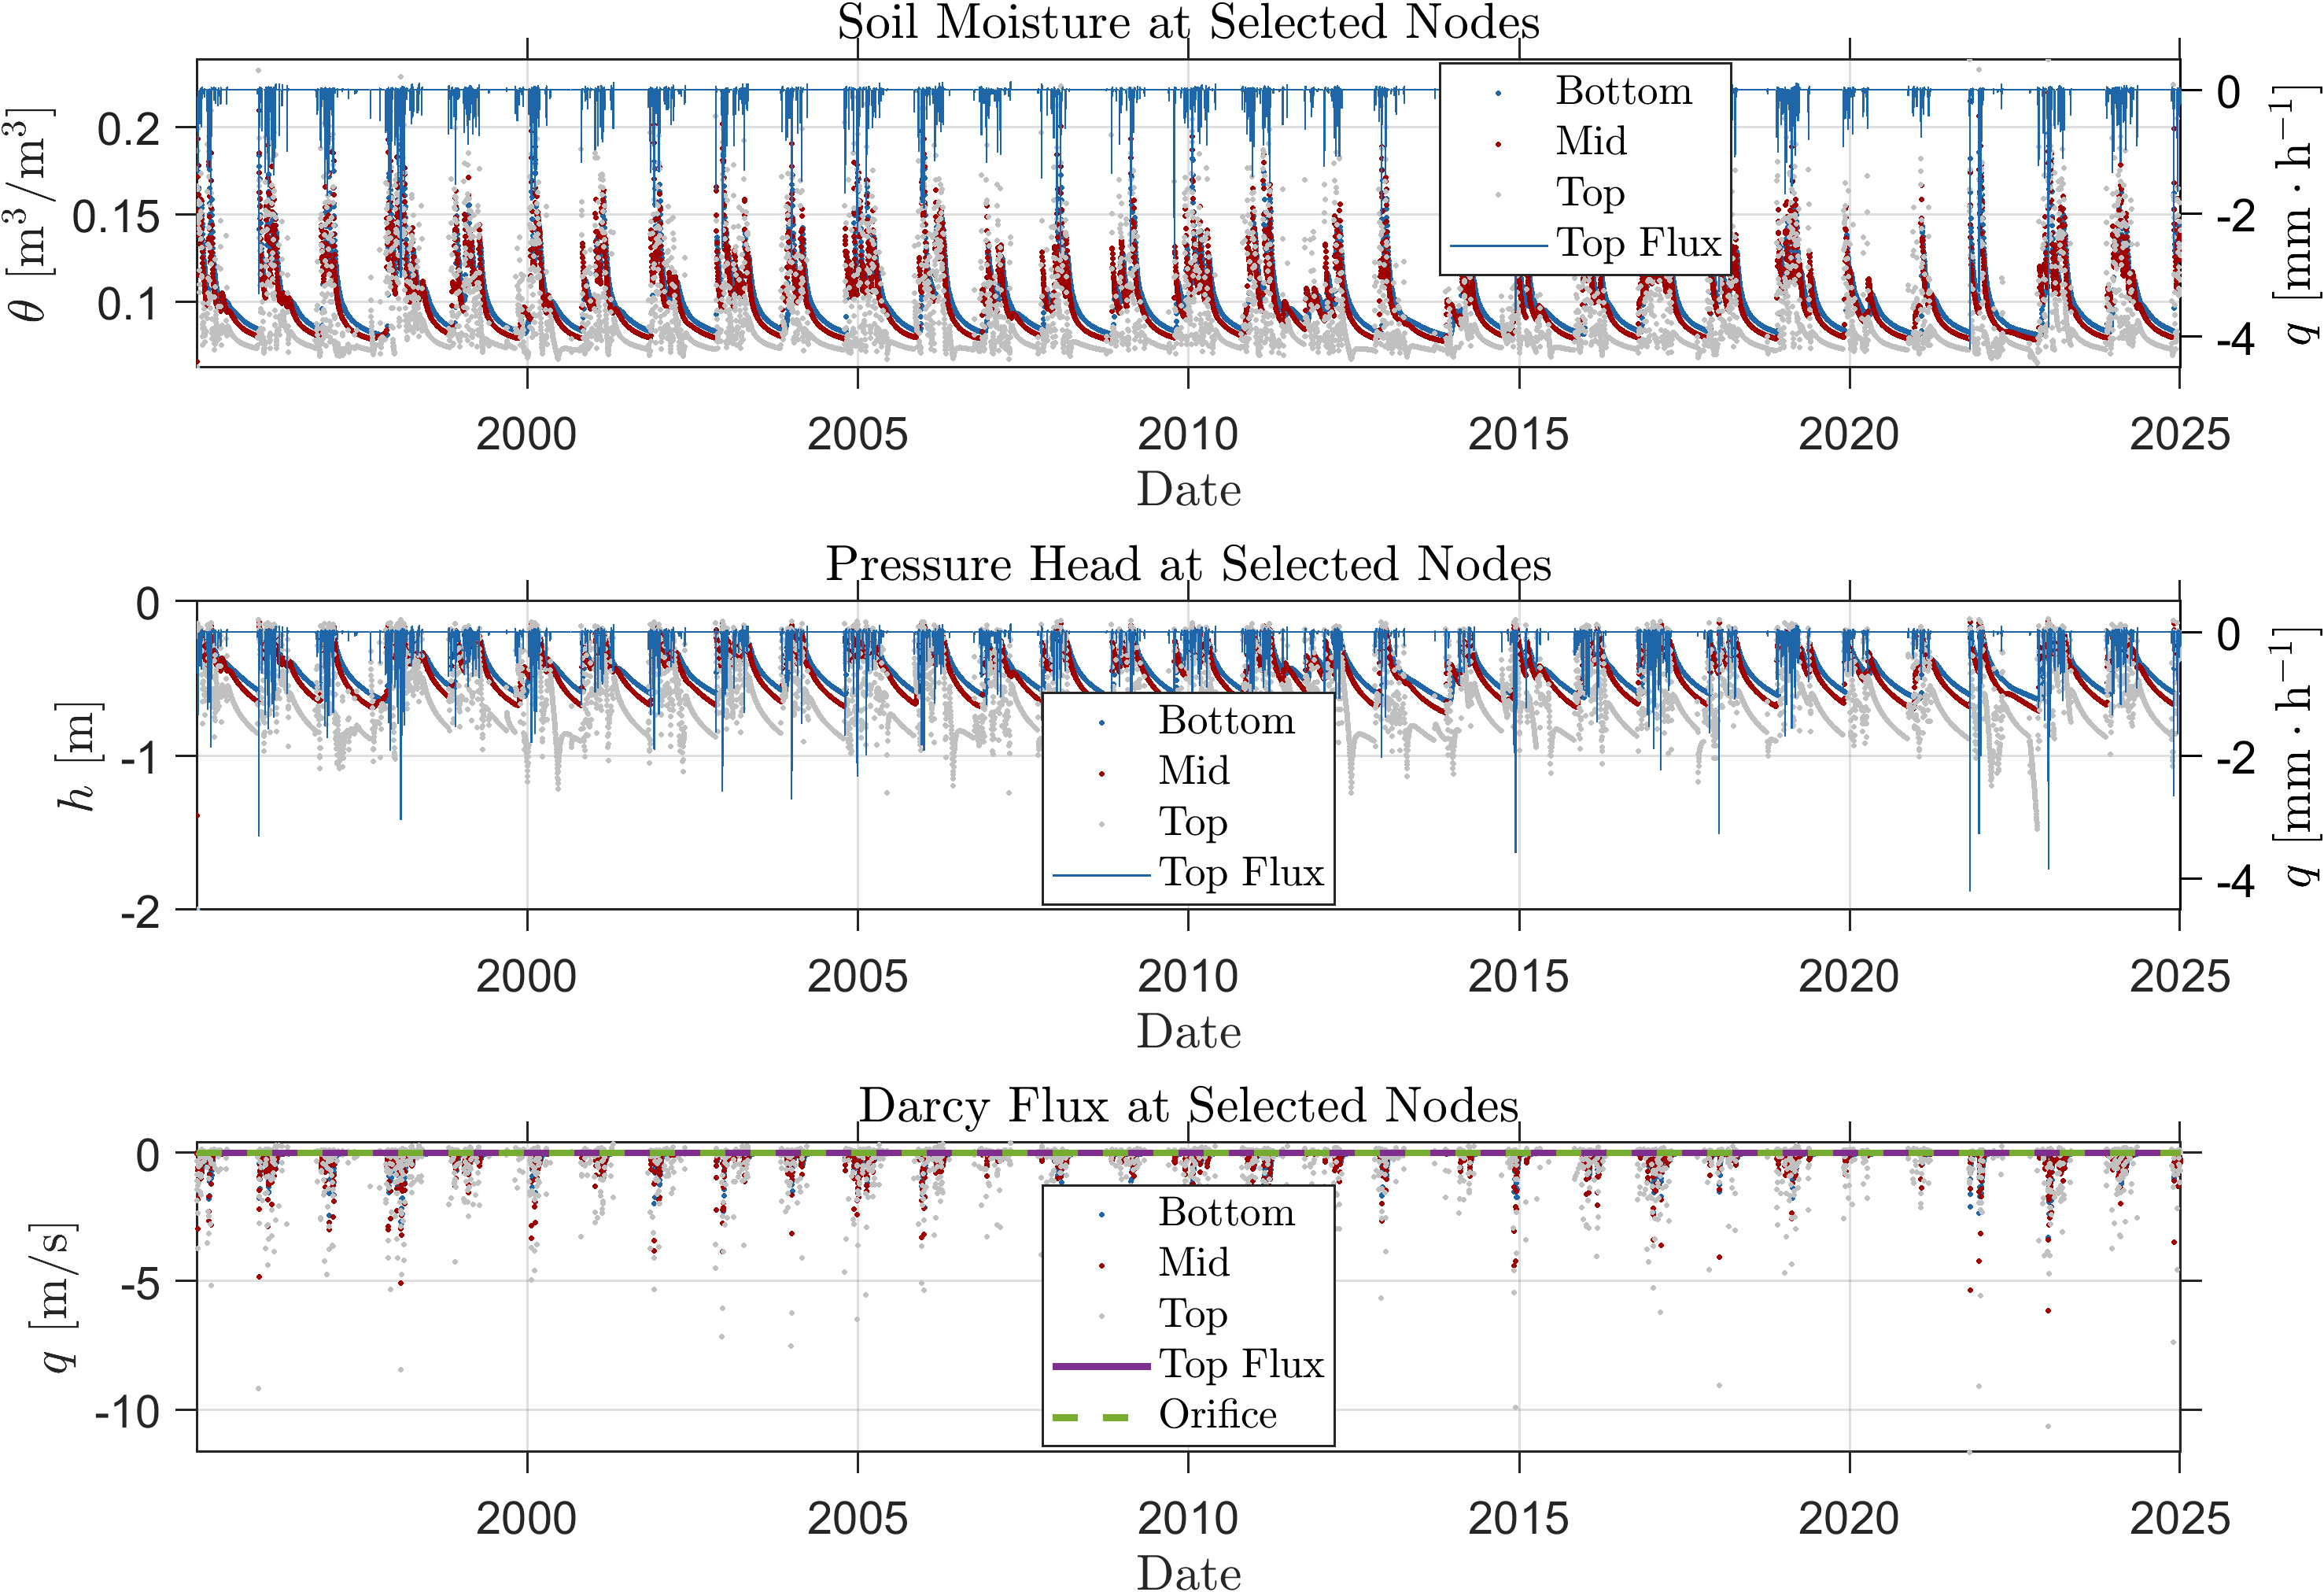 Soil Moisture at Selected Nodes
θ [m³/m³]
0.2
0.15
0.1
0
-2
-4
q [mm · h⁻¹]
Bottom
Mid
Top
Top Flux
2000 2005 2010 2015 2020 2025
Date
Pressure Head at Selected Nodes
h [m]
0
-1
-2
0
-2
-4
q [mm · h⁻¹]
Bottom
Mid
Top
Top Flux
2000 2005 2010 2015 2020 2025
Date
Darcy Flux at Selected Nodes
q [m/s]
0
-5
-10
Bottom
Mid
Top
Top Flux
Orifice
2000 2005 2010 2015 2020 2025
Date